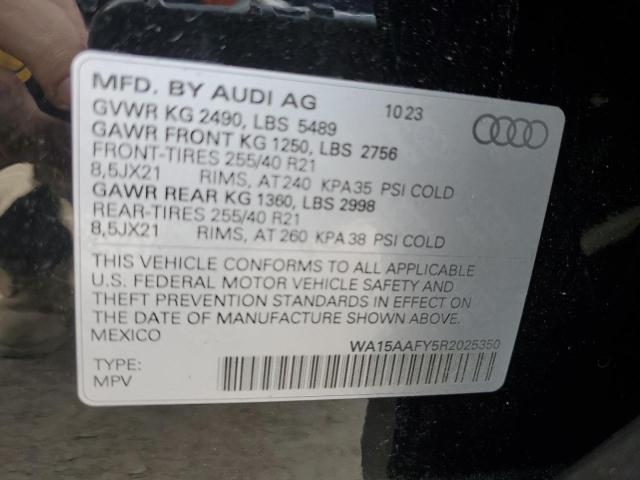 MFD. BY AUDI AG 10 23
GVWR KG 2490, LBS 5489
GAWR FRONT KG 1250, LBS 2756
FRONT-TIRES 255/40 R21
8,5JX21 RIMS, AT 240 KPA 35 PSI COLD
GAWR REAR KG 1360, LBS 2998
REAR-TIRES 255/40 R21
8,5JX21 RIMS, AT 260 KPA 38 PSI COLD
THIS VEHICLE CONFORMS TO ALL APPLICABLE
U.S. FEDERAL MOTOR VEHICLE SAFETY AND
THEFT PREVENTION STANDARDS IN EFFECT ON
THE DATE OF MANUFACTURE SHOWN ABOVE.
MEXICO
WA15AAFY5R2025350
TYPE:
MPV